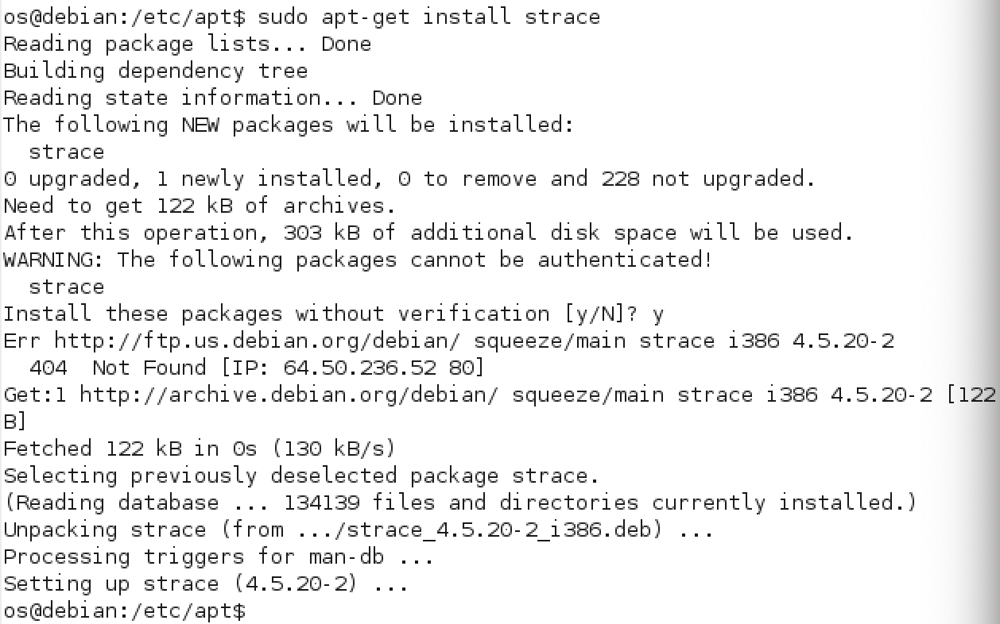 os@debian:/etc/apt$ sudo apt-get install strace
Reading package lists... Done
Building dependency tree
Reading state information... Done
The following NEW packages will be installed:
  strace
0 upgraded, 1 newly installed, 0 to remove and 228 not upgraded.
Need to get 122 kB of archives.
After this operation, 303 kB of additional disk space will be used.
WARNING: The following packages cannot be authenticated!
  strace
Install these packages without verification [y/N]? y
Err http://ftp.us.debian.org/debian/ squeeze/main strace i386 4.5.20-2
  404  Not Found [IP: 64.50.236.52 80]
Get:1 http://archive.debian.org/debian/ squeeze/main strace i386 4.5.20-2 [122
B]
Fetched 122 kB in 0s (130 kB/s)
Selecting previously deselected package strace.
(Reading database ... 134139 files and directories currently installed.)
Unpacking strace (from .../strace_4.5.20-2_i386.deb) ...
Processing triggers for man-db ...
Setting up strace (4.5.20-2) ...
os@debian:/etc/apt$